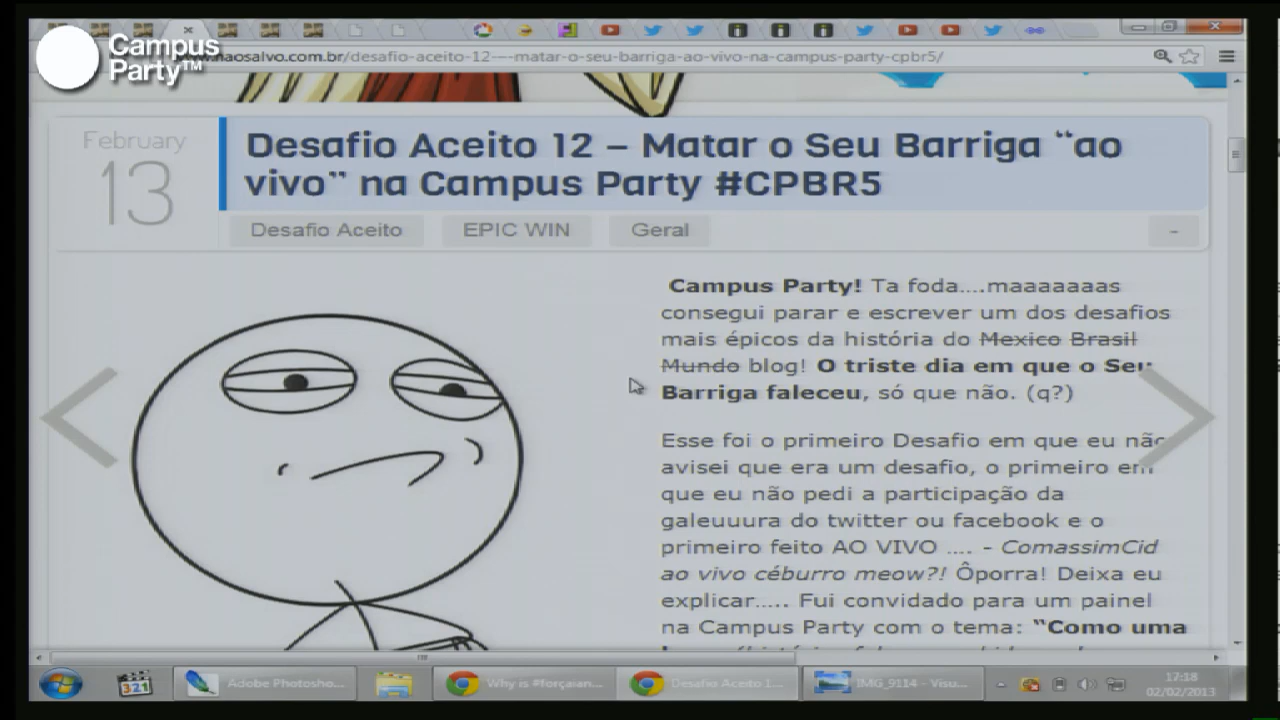 Campus
Party™
naosalvo.com.br/desafio-aceito-12---matar-o-seu-barriga-ao-vivo-na-campus-party-cpbr5/
February
13
Desafio Aceito 12 – Matar o Seu Barriga “ao
vivo” na Campus Party #CPBR5
Desafio Aceito EPIC WIN Geral -
Campus Party! Ta foda....maaaaaaas
consegui parar e escrever um dos desafios
mais épicos da história do Mexico Brasil
Mundo blog! O triste dia em que o Seu
Barriga faleceu, só que não. (q?)
Esse foi o primeiro Desafio em que eu não
avisei que era um desafio, o primeiro em
que eu não pedi a participação da
galeuuura do twitter ou facebook e o
primeiro feito AO VIVO .... - ComassimCid
ao vivo céburro meow?! Ôporra! Deixa eu
explicar..... Fui convidado para um painel
na Campus Party com o tema: “Como uma
321 Adobe Photosho... Why is #forçaian... Desafio Aceito 1... IMG_9114 - Visu... 17:18
02/02/2013